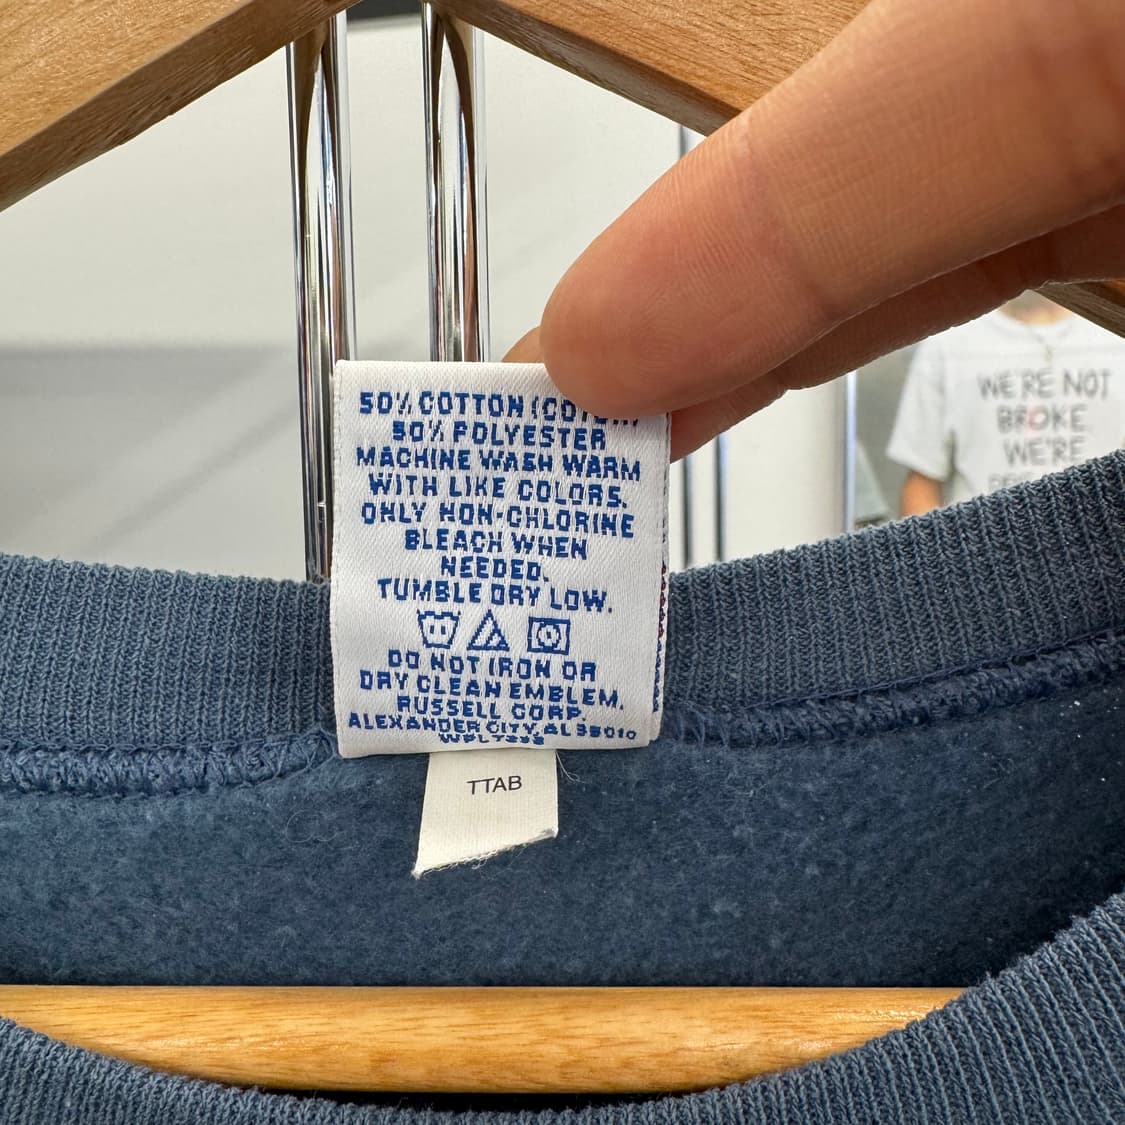 50% COTTON
50% POLYESTER
MACHINE WASH WARM
WITH LIKE COLORS.
ONLY NON-CHLORINE
BLEACH WHEN
NEEDED.
TUMBLE DRY LOW.
DO NOT IRON OR
DRY CLEAN EMBLEM.
RUSSELL CORP.
ALEXANDER CITY, AL 35010
TTAB
WE'RE NOT
BROKE
WE'RE